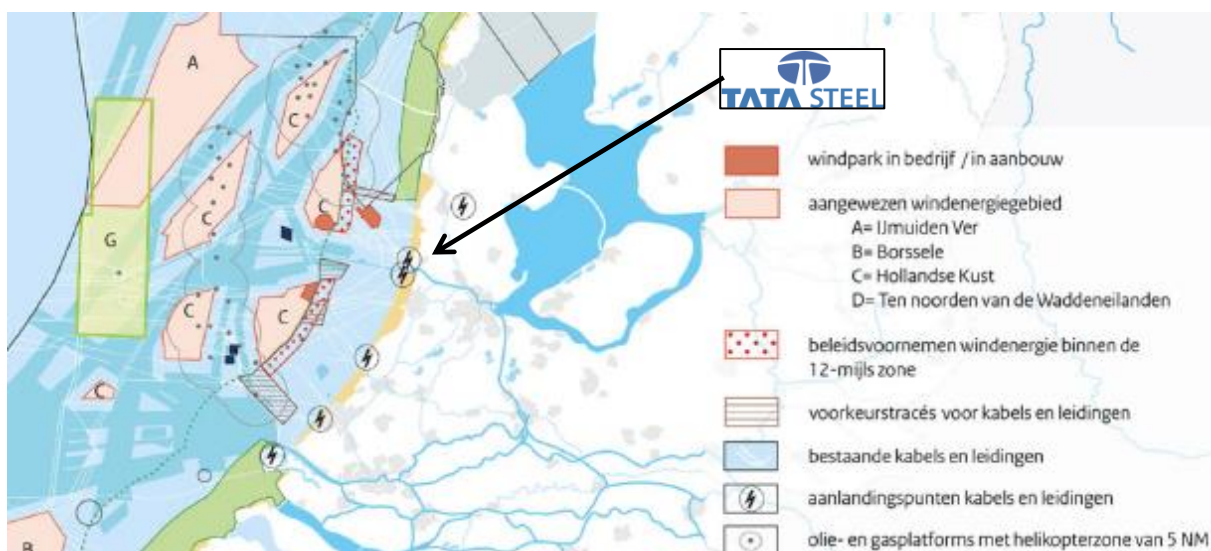 TATA STEEL
A
C
C
C
G
C
C
C
B
windpark in bedrijf / in aanbouw
aangewezen windenergiegebied
A= IJmuiden Ver
B= Borssele
C= Hollandse Kust
D= Ten noorden van de Waddeneilanden
beleidsvoornemen windenergie binnen de
12-mijls zone
voorkeurstracés voor kabels en leidingen
bestaande kabels en leidingen
aanlandingspunten kabels en leidingen
olie- en gasplatforms met helikopterzone van 5 NM